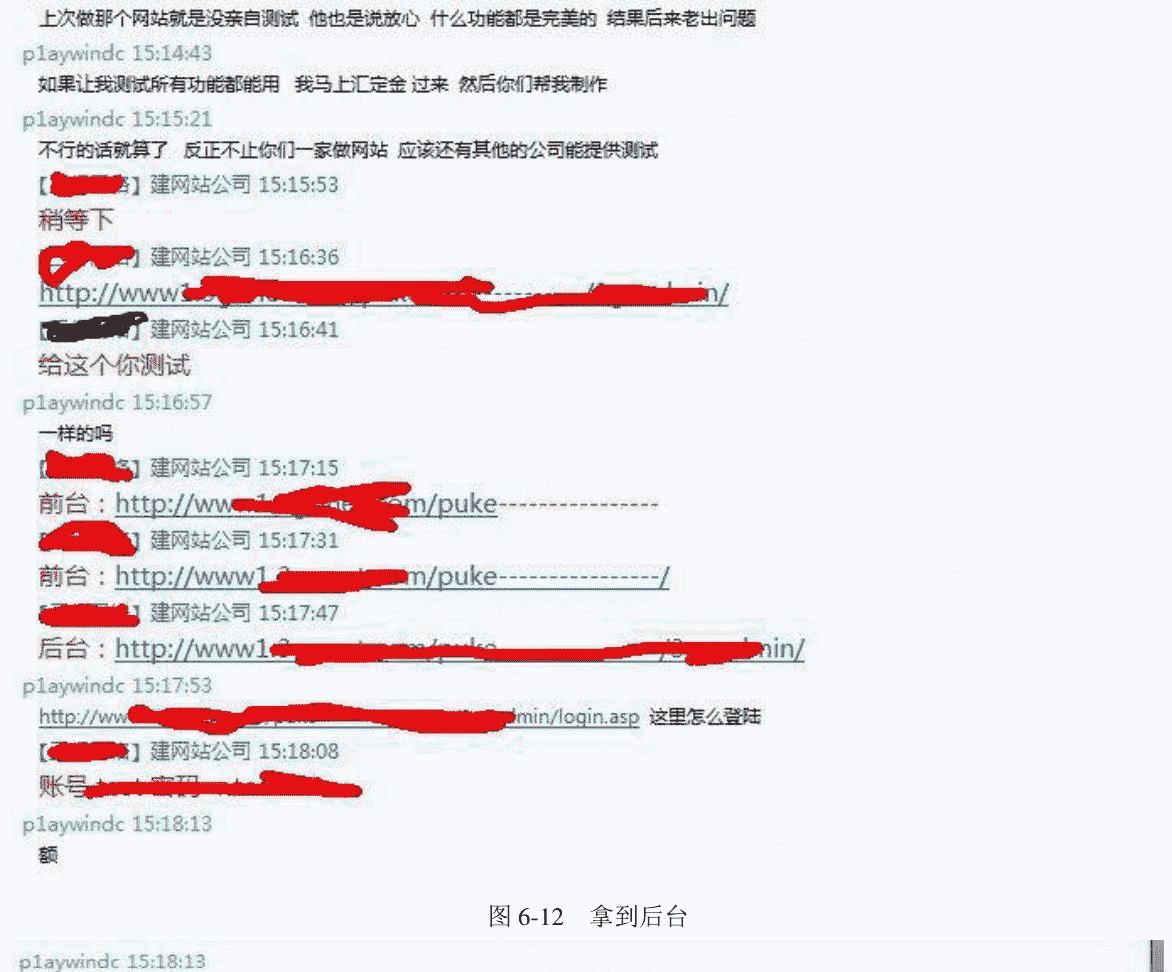 上次做那个网站就是没亲自测试 他也是说放心 什么功能都是完美的 结果后来老出问题
p1aywindc 15:14:43
如果让我测试所有功能都能用 我马上汇定金 过来 然后你们帮我制作
p1aywindc 15:15:21
不行的话就算了 反正不止你们一家做网站 应该还有其他的公司能提供测试
【】建网站公司 15:15:53
稍等下
】建网站公司 15:16:36
http://www1 n/
【】建网站公司 15:16:41
给这个你测试
p1aywindc 15:16:57
一样的吗
【】建网站公司 15:17:15
前台：http://ww m/puke---------------
】建网站公司 15:17:31
前台：http://www1. m/puke---------------/
】建网站公司 15:17:47
后台：http://www1. min/
p1aywindc 15:17:53
http://ww min/login.asp 这里怎么登陆
【】建网站公司 15:18:08
账号
p1aywindc 15:18:13
额
图 6-12 拿到后台
p1aywindc 15:18:13